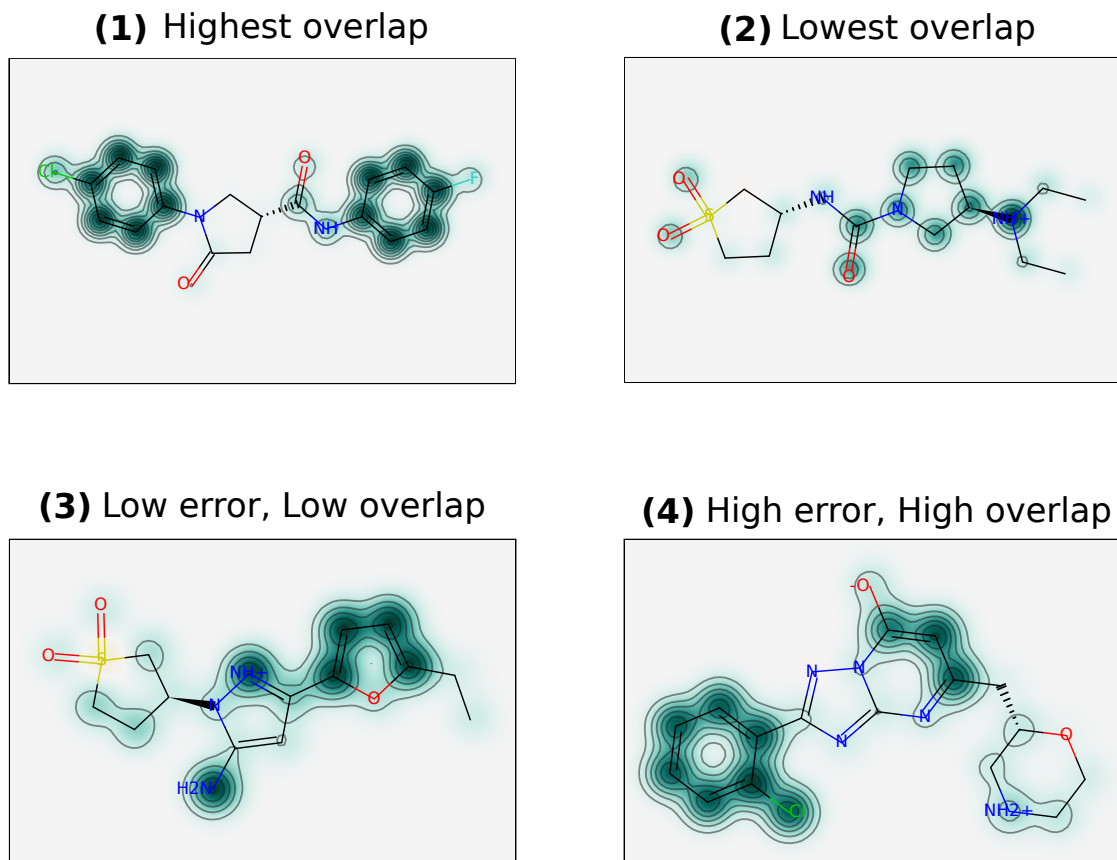 (1) Highest overlap
(2) Lowest overlap
Cl
O
F
N
NH
O
O
O
S
NH
N
NH+
O
(3) Low error, Low overlap
(4) High error, High overlap
O
O
S
NH+
N
O
H2N
-O
N
N
N
N
O
Cl
NH2+